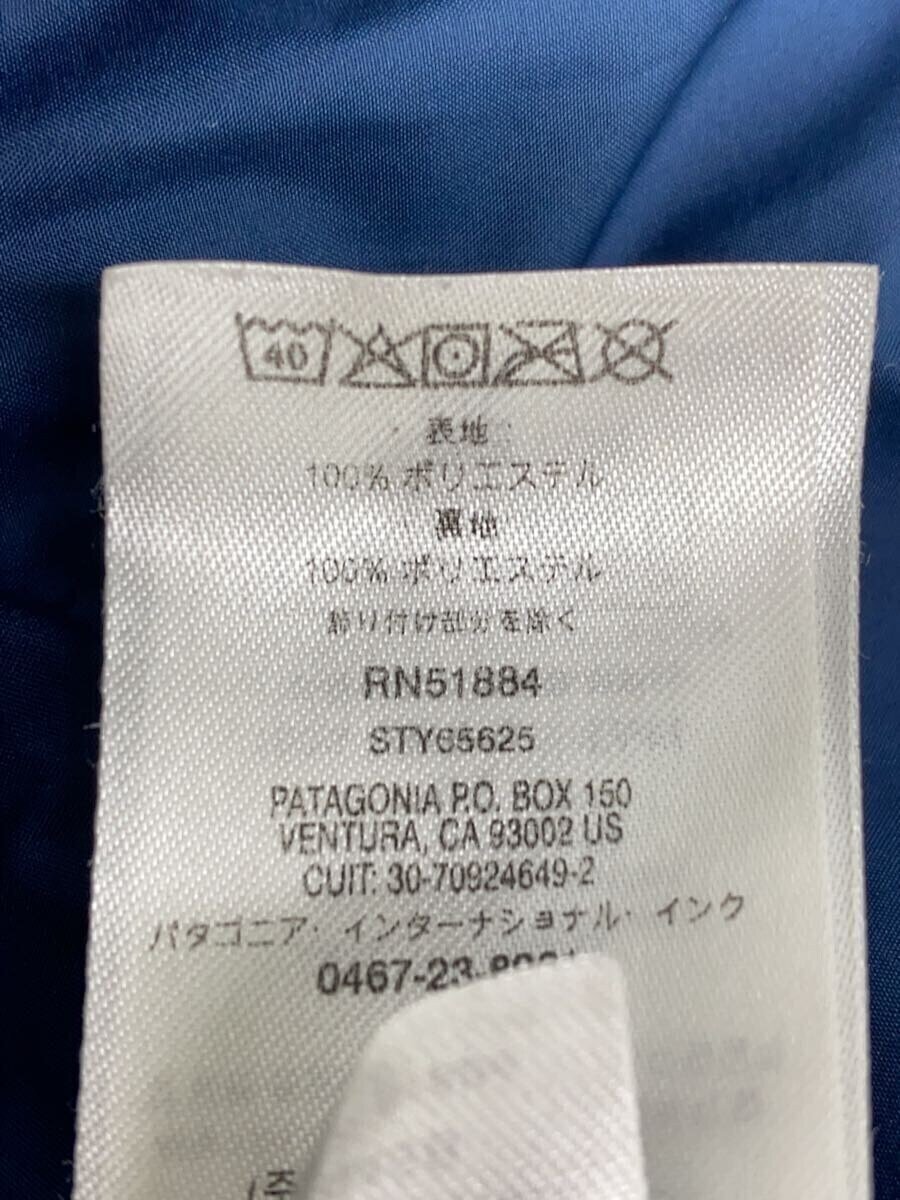 40
表地
100% ポリエステル
裏地
100% ポリエステル
飾り付け部分を除く
RN51884
STY65625
PATAGONIA P.O. BOX 150
VENTURA, CA 93002 US
CUIT: 30-70924649-2
パタゴニア・インターナショナル・インク
0467-23-
(주